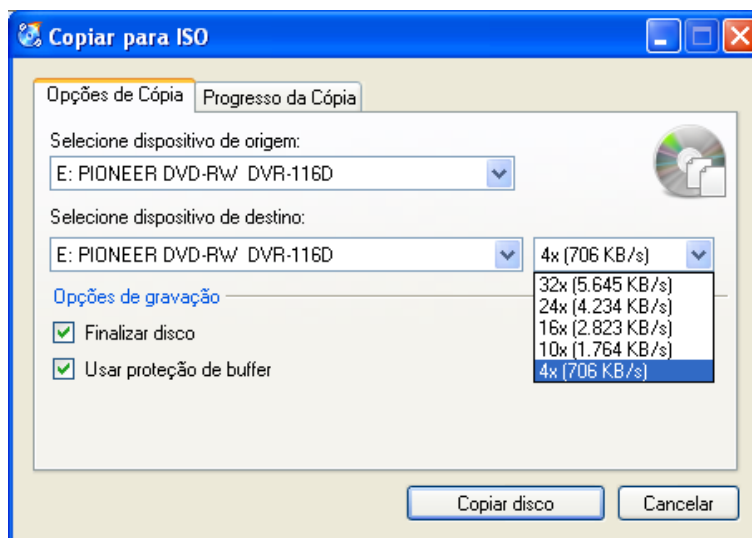 Copiar para ISO
Opções de Cópia
Progresso da Cópia
Selecione dispositivo de origem:
E: PIONEER DVD-RW  DVR-116D
Selecione dispositivo de destino:
E: PIONEER DVD-RW  DVR-116D
4x (706 KB/s)
32x (5.645 KB/s)
24x (4.234 KB/s)
16x (2.823 KB/s)
10x (1.764 KB/s)
4x (706 KB/s)
Opções de gravação
Finalizar disco
Usar proteção de buffer
Copiar disco
Cancelar